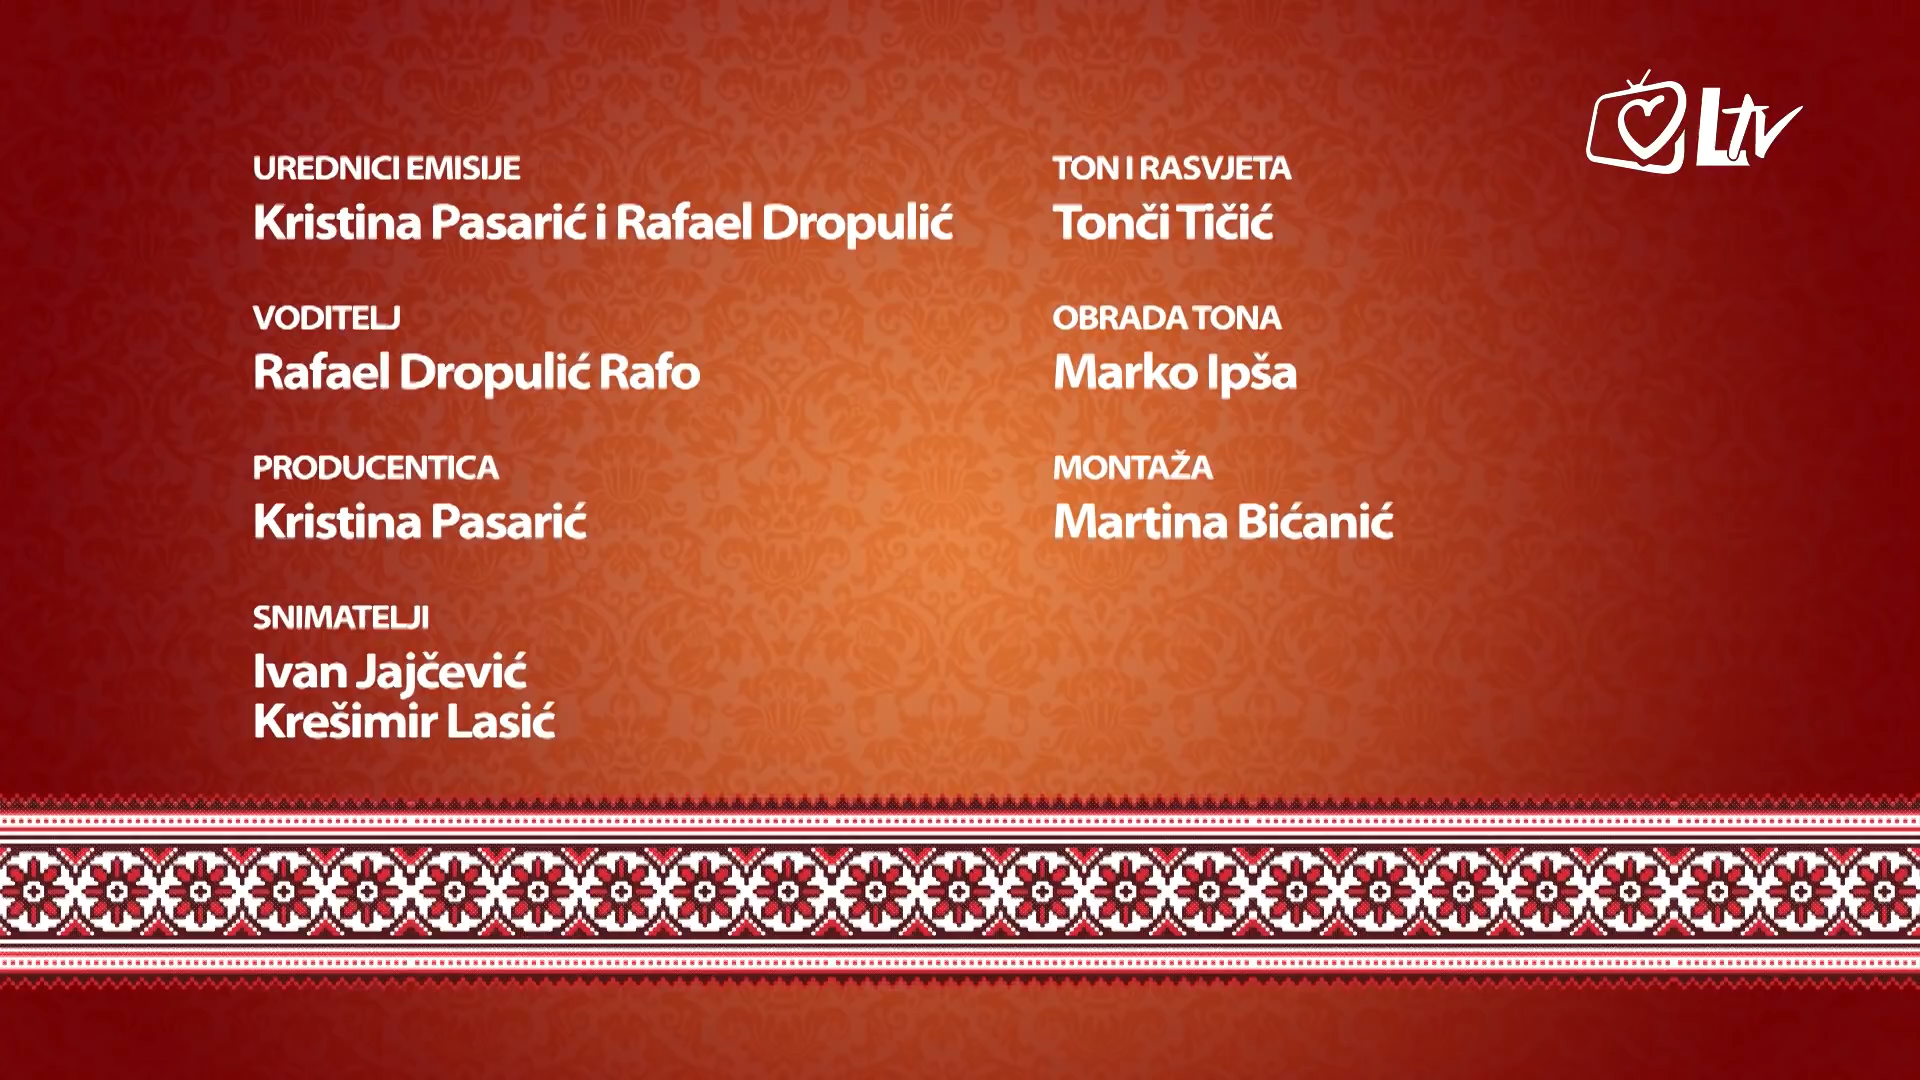 UREDNICI EMISIJE
Kristina Pasarić i Rafael Dropulić
VODITELJ
Rafael Dropulić Rafo
PRODUCENTICA
Kristina Pasarić
SNIMATELJI
Ivan Jajčević
Krešimir Lasić
TON I RASVJETA
Tonči Tičić
OBRADA TONA
Marko Ipša
MONTAŽA
Martina Bićanić
Ltv